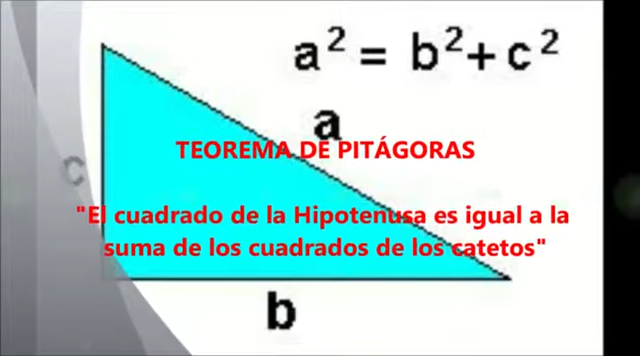 a² = b²+c²
a
TEOREMA DE PITÁGORAS
c
"El cuadrado de la Hipotenusa es igual a la
suma de los cuadrados de los catetos"
b